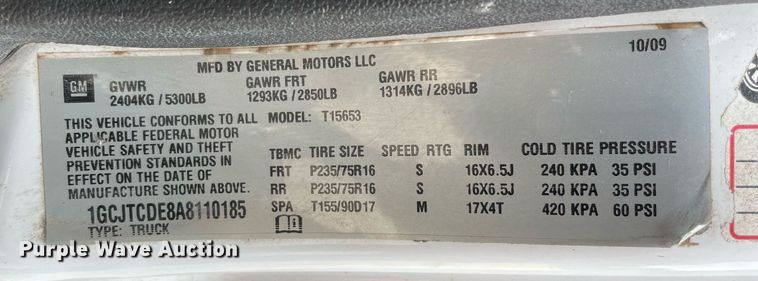 10/09
MFD BY GENERAL MOTORS LLC
GM
GVWR GAWR FRT GAWR RR
2404KG / 5300LB 1293KG / 2850LB 1314KG / 2896LB
THIS VEHICLE CONFORMS TO ALL MODEL: T15653
APPLICABLE FEDERAL MOTOR
VEHICLE SAFETY AND THEFT
PREVENTION STANDARDS IN
EFFECT ON THE DATE OF
MANUFACTURE SHOWN ABOVE.
1GCJTCDE8A8110185
TYPE: TRUCK
TBMC TIRE SIZE SPEED RTG RIM COLD TIRE PRESSURE
FRT P235/75R16 S 16X6.5J 240 KPA 35 PSI
RR P235/75R16 S 16X6.5J 240 KPA 35 PSI
SPA T155/90D17 M 17X4T 420 KPA 60 PSI
Purple Wave Auction